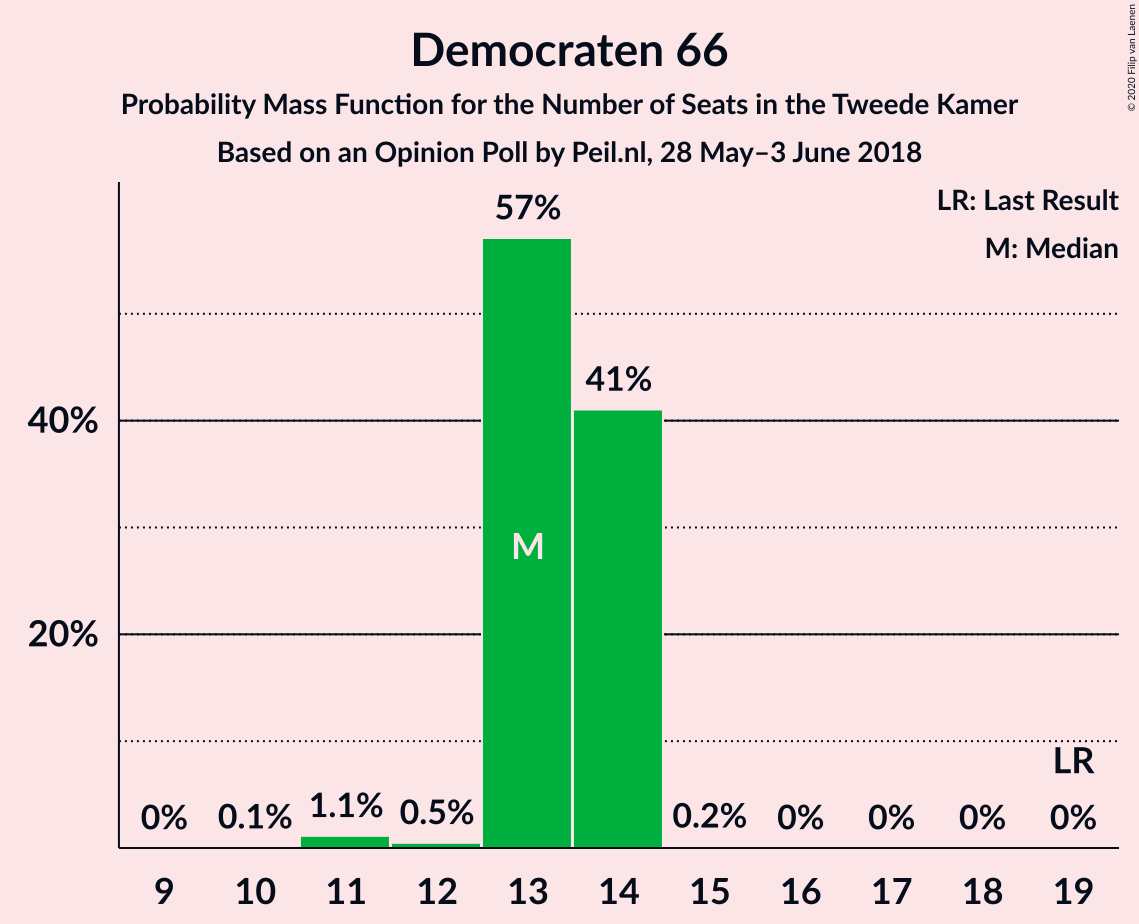 Democraten 66
Probability Mass Function for the Number of Seats in the Tweede Kamer
Based on an Opinion Poll by Peil.nl, 28 May–3 June 2018
© 2020 Filip van Laenen
LR: Last Result
M: Median
57%
41%
40%
M
20%
LR
0% 0.1% 1.1% 0.5% 0.2% 0% 0% 0% 0%
9 10 11 12 13 14 15 16 17 18 19